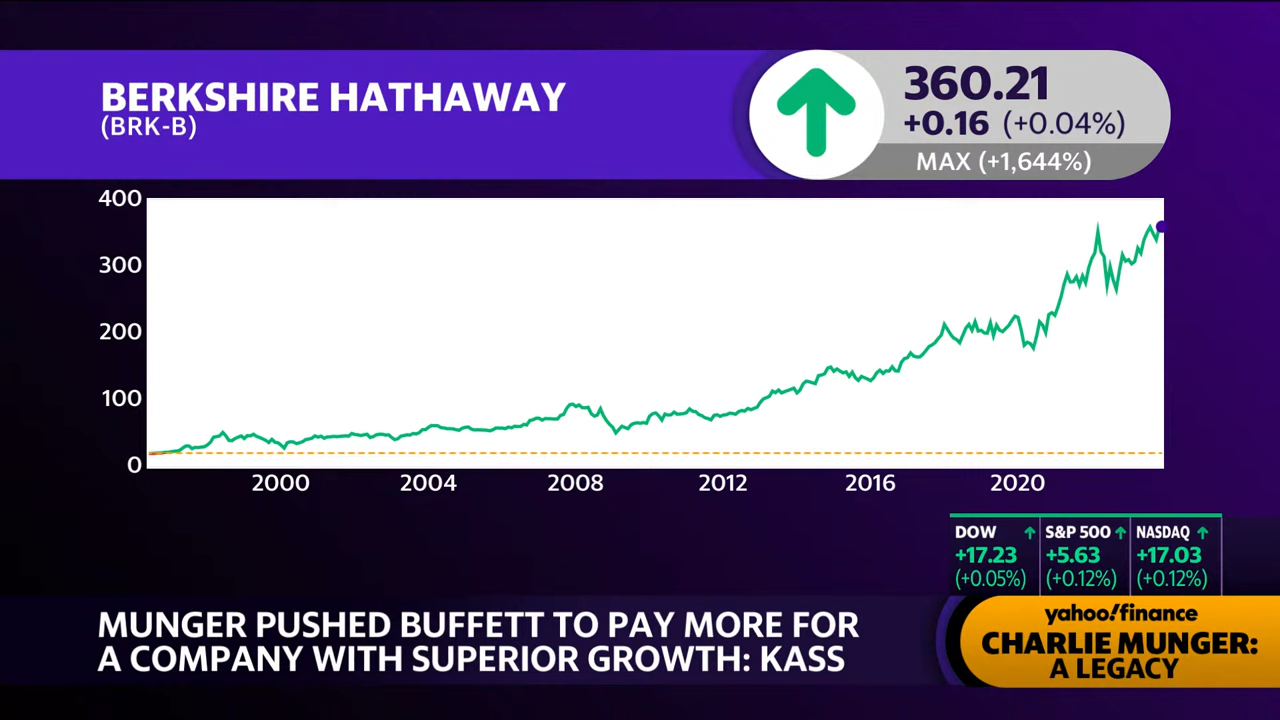 BERKSHIRE HATHAWAY
(BRK-B)
360.21
+0.16 (+0.04%)
MAX (+1,644%)
400
300
200
100
0
2000 2004 2008 2012 2016 2020
DOW S&P 500 NASDAQ
+17.23 +5.63 +17.03
(+0.05%) (+0.12%) (+0.12%)
MUNGER PUSHED BUFFETT TO PAY MORE FOR
A COMPANY WITH SUPERIOR GROWTH: KASS
yahoo!finance
CHARLIE MUNGER:
A LEGACY